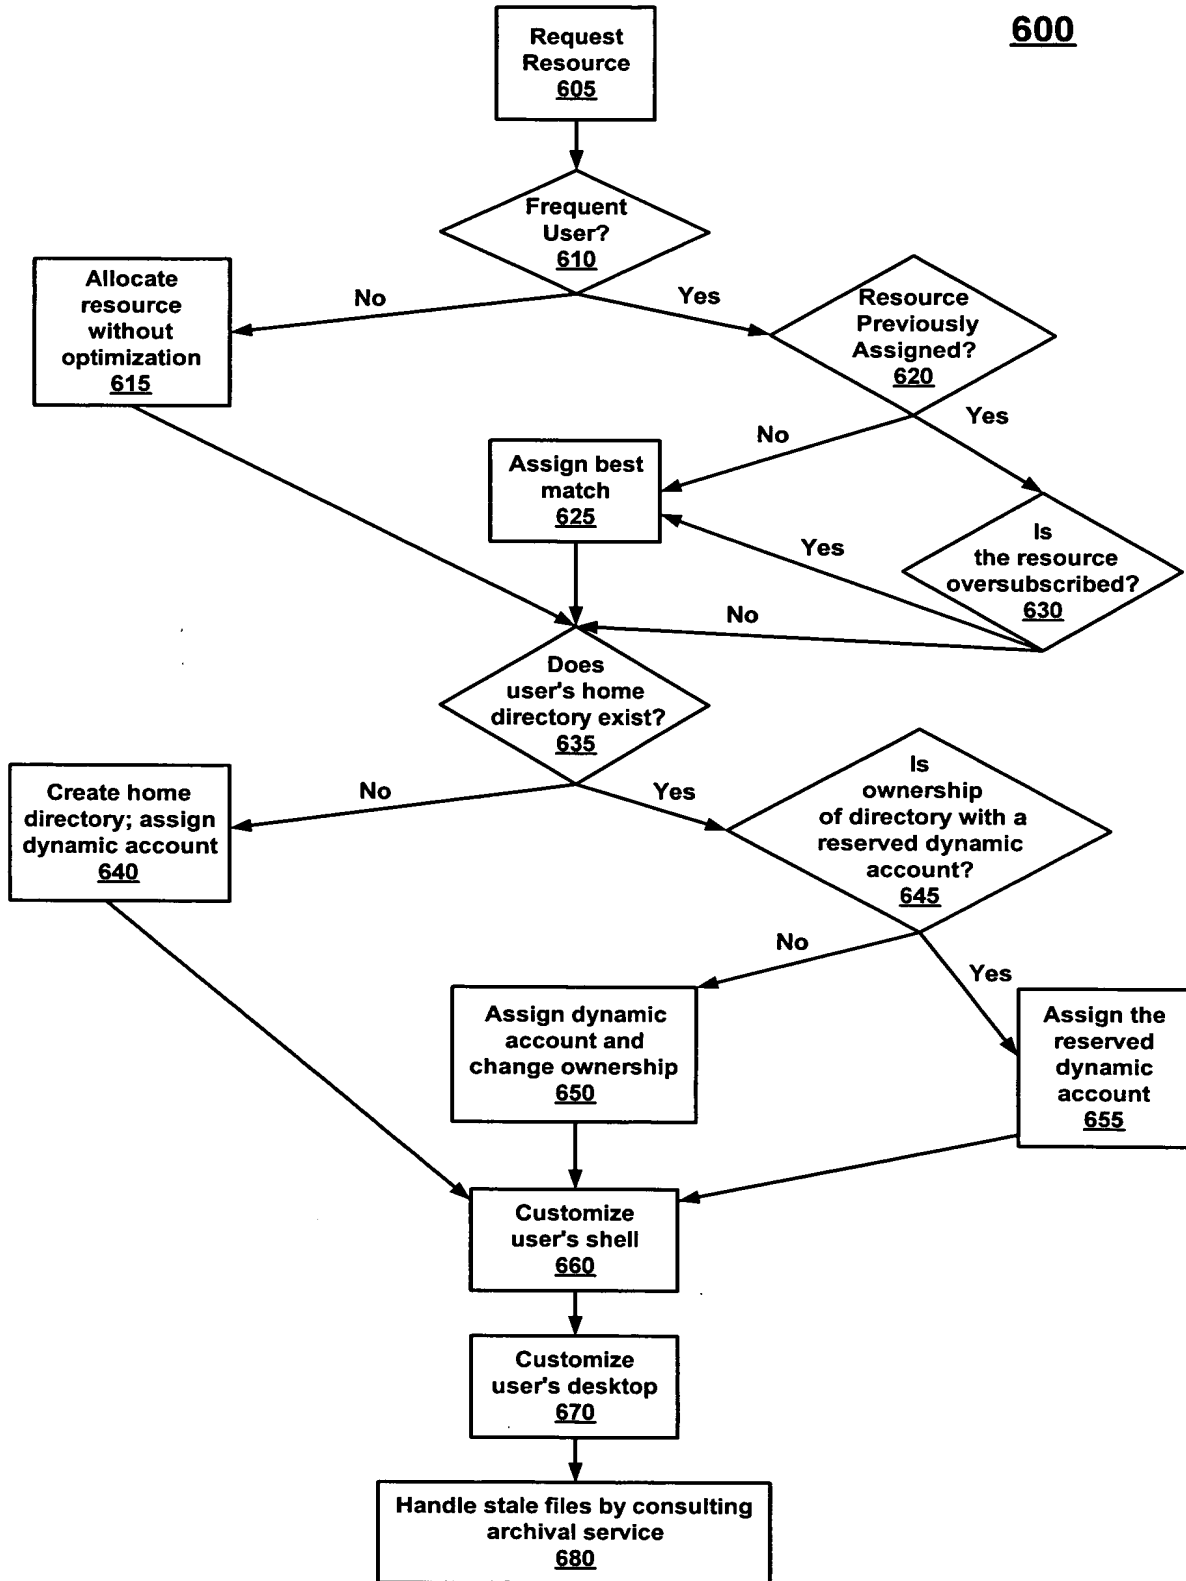 600
Request
Resource
605
Frequent
User?
610
No
Yes
Allocate
resource
without
optimization
615
Resource
Previously
Assigned?
620
No
Yes
Assign best
match
625
Yes
Is
the resource
oversubscribed?
630
No
Does
user's home
directory exist?
635
No
Yes
Create home
directory; assign
dynamic account
640
Is
ownership
of directory with a
reserved dynamic
account?
645
No
Yes
Assign dynamic
account and
change ownership
650
Assign the
reserved
dynamic
account
655
Customize
user's shell
660
Customize
user's desktop
670
Handle stale files by consulting
archival service
680